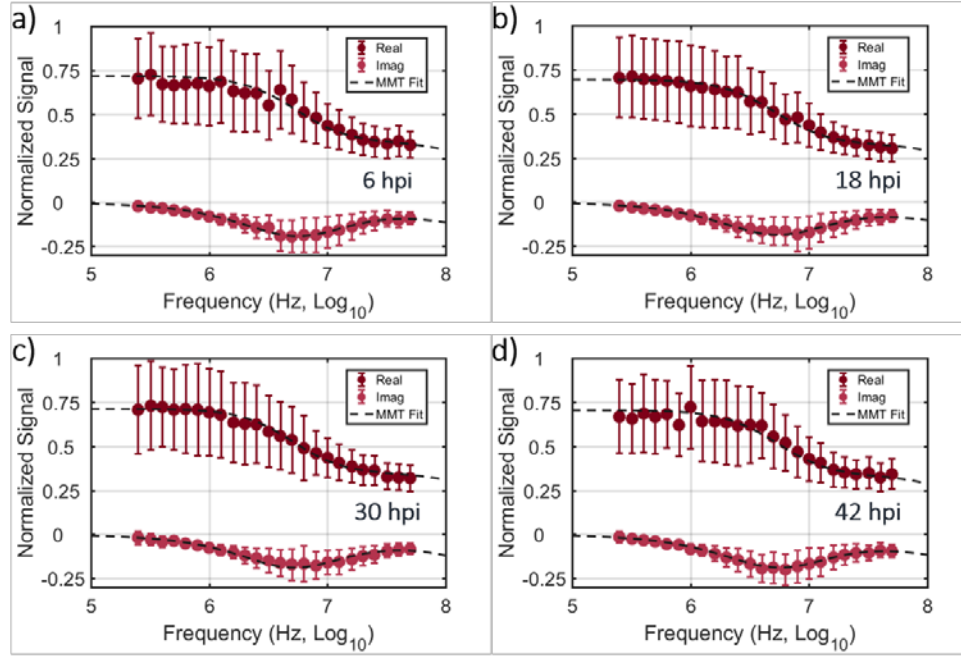 a)
Normalized Signal
1
0.75
0.5
0.25
0
-0.25
Real
Imag
MMT Fit
6 hpi
5 6 7 8
Frequency (Hz, Log10)
b)
Normalized Signal
1
0.75
0.5
0.25
0
-0.25
Real
Imag
MMT Fit
18 hpi
5 6 7 8
Frequency (Hz, Log10)
c)
Normalized Signal
1
0.75
0.5
0.25
0
-0.25
Real
Imag
MMT Fit
30 hpi
5 6 7 8
Frequency (Hz, Log10)
d)
Normalized Signal
1
0.75
0.5
0.25
0
-0.25
Real
Imag
MMT Fit
42 hpi
5 6 7 8
Frequency (Hz, Log10)